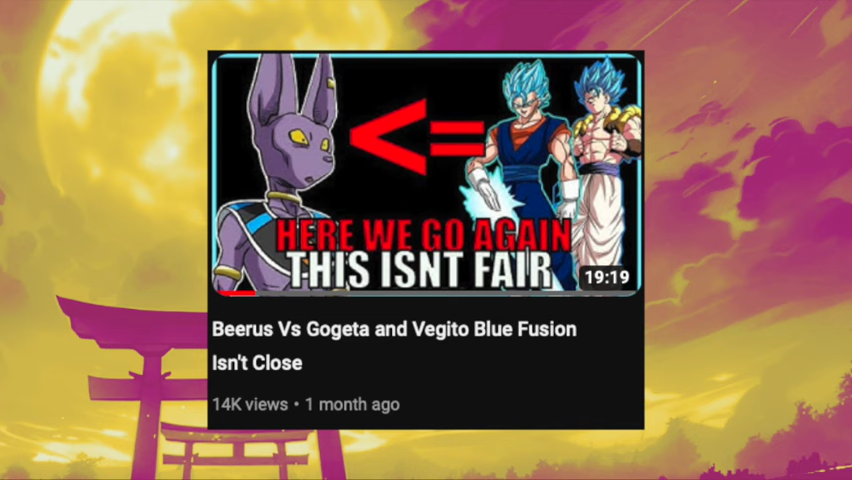 <=
HERE WE GO AGAIN
THIS ISNT FAIR
19:19
Beerus Vs Gogeta and Vegito Blue Fusion
Isn't Close
14K views • 1 month ago